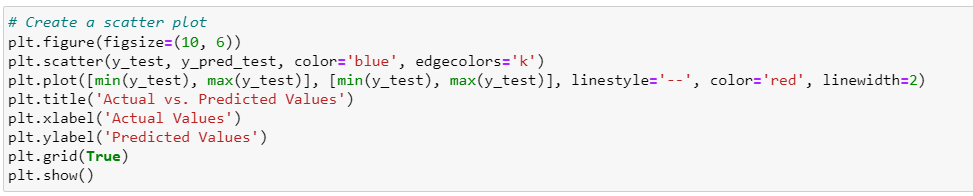 # Create a scatter plot
plt.figure(figsize=(10, 6))
plt.scatter(y_test, y_pred_test, color='blue', edgecolors='k')
plt.plot([min(y_test), max(y_test)], [min(y_test), max(y_test)], linestyle='--', color='red', linewidth=2)
plt.title('Actual vs. Predicted Values')
plt.xlabel('Actual Values')
plt.ylabel('Predicted Values')
plt.grid(True)
plt.show()